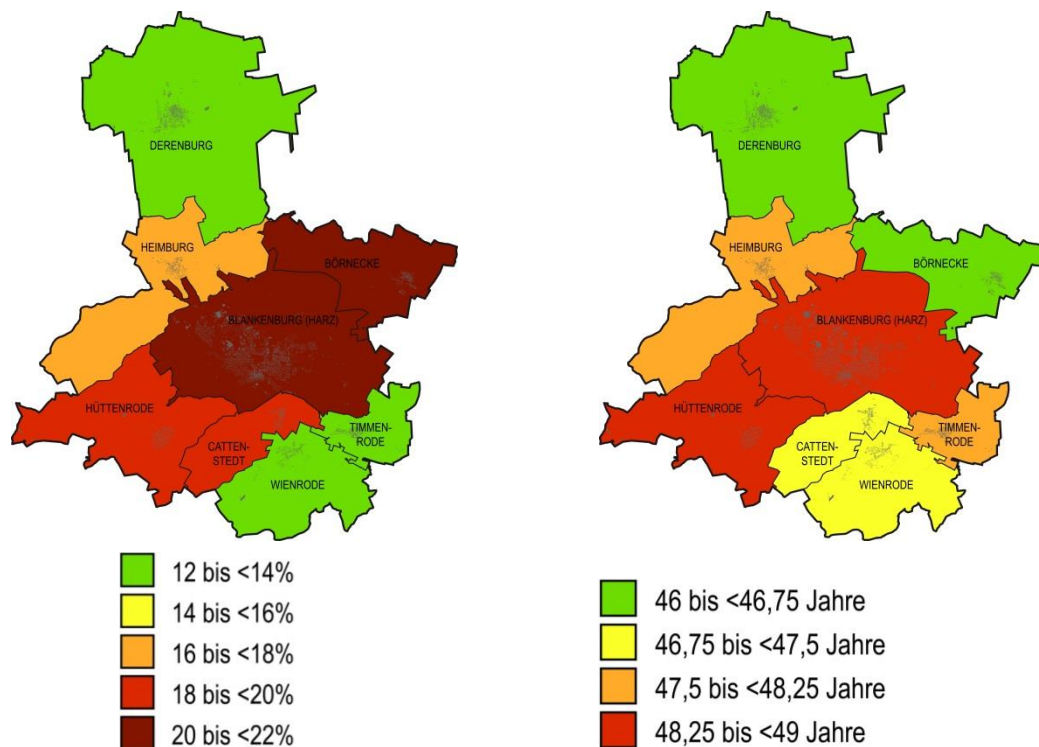 DERENBURG
HEIMBURG
BÖRNECKE
BLANKENBURG (HARZ)
HÜTTENRODE
TIMMEN-
RODE
CATTEN-
STEDT
WIENRODE
12 bis <14%
14 bis <16%
16 bis <18%
18 bis <20%
20 bis <22%
DERENBURG
HEIMBURG
BÖRNECKE
BLANKENBURG (HARZ)
HÜTTENRODE
TIMMEN-
RODE
CATTEN-
STEDT
WIENRODE
46 bis <46,75 Jahre
46,75 bis <47,5 Jahre
47,5 bis <48,25 Jahre
48,25 bis <49 Jahre